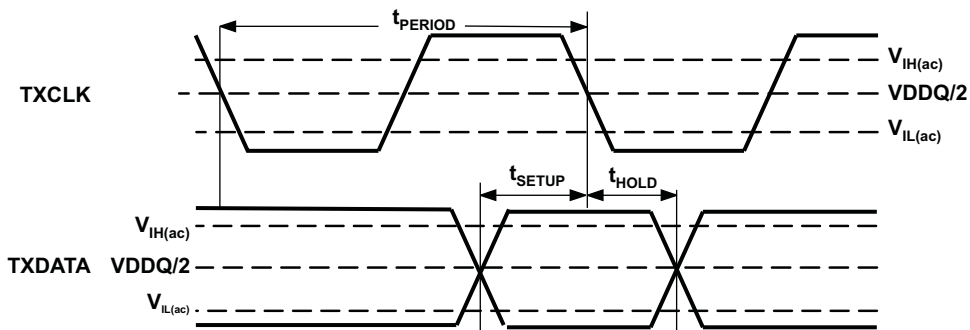 tPERIOD
VIH(ac)
TXCLK
VDDQ/2
VIL(ac)
tSETUP
tHOLD
VIH(ac)
TXDATA VDDQ/2
VIL(ac)